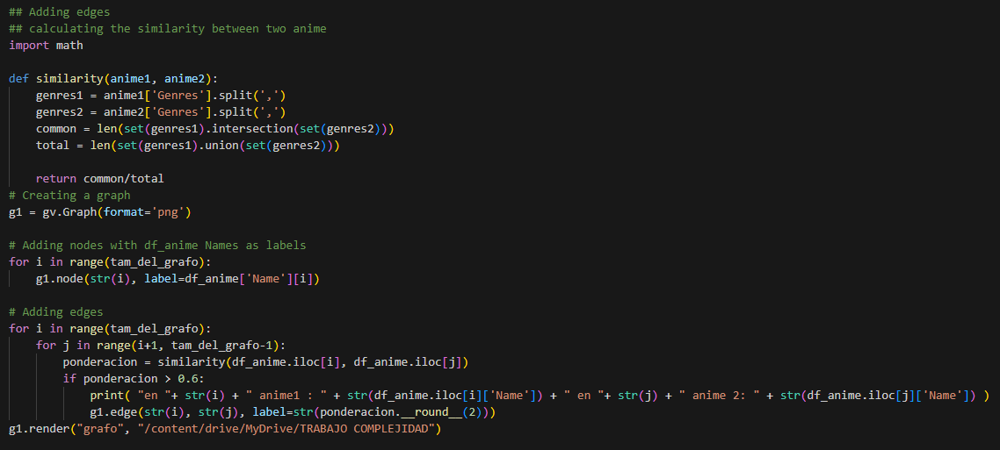 ## Adding edges
## calculating the similarity between two anime
import math
def similarity(anime1, anime2):
    genres1 = anime1['Genres'].split(',')
    genres2 = anime2['Genres'].split(',')
    common = len(set(genres1).intersection(set(genres2)))
    total = len(set(genres1).union(set(genres2)))
    return common/total
# Creating a graph
g1 = gv.Graph(format='png')
# Adding nodes with df_anime Names as labels
for i in range(tam_del_grafo):
    g1.node(str(i), label=df_anime['Name'][i])
# Adding edges
for i in range(tam_del_grafo):
    for j in range(i+1, tam_del_grafo-1):
        ponderacion = similarity(df_anime.iloc[i], df_anime.iloc[j])
        if ponderacion > 0.6:
            print( "en "+ str(i) + " anime1 : " + str(df_anime.iloc[i]['Name']) + " en "+ str(j) + " anime 2: " + str(df_anime.iloc[j]['Name']) )
            g1.edge(str(i), str(j), label=str(ponderacion.__round__(2)))
g1.render("grafo", "/content/drive/MyDrive/TRABAJO COMPLEJIDAD")